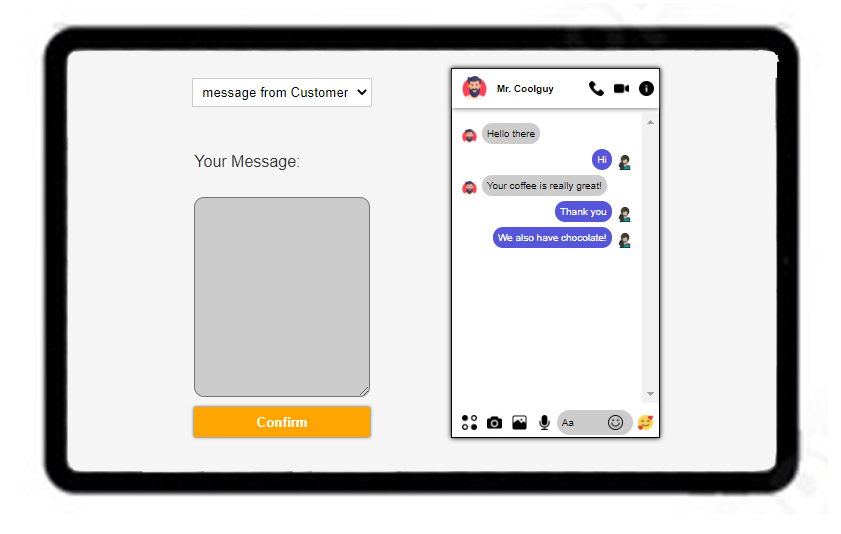 message from Customer
Your Message:
Confirm
Mr. Coolguy
Hello there
Hi
Your coffee is really great!
Thank you
We also have chocolate!
Aa